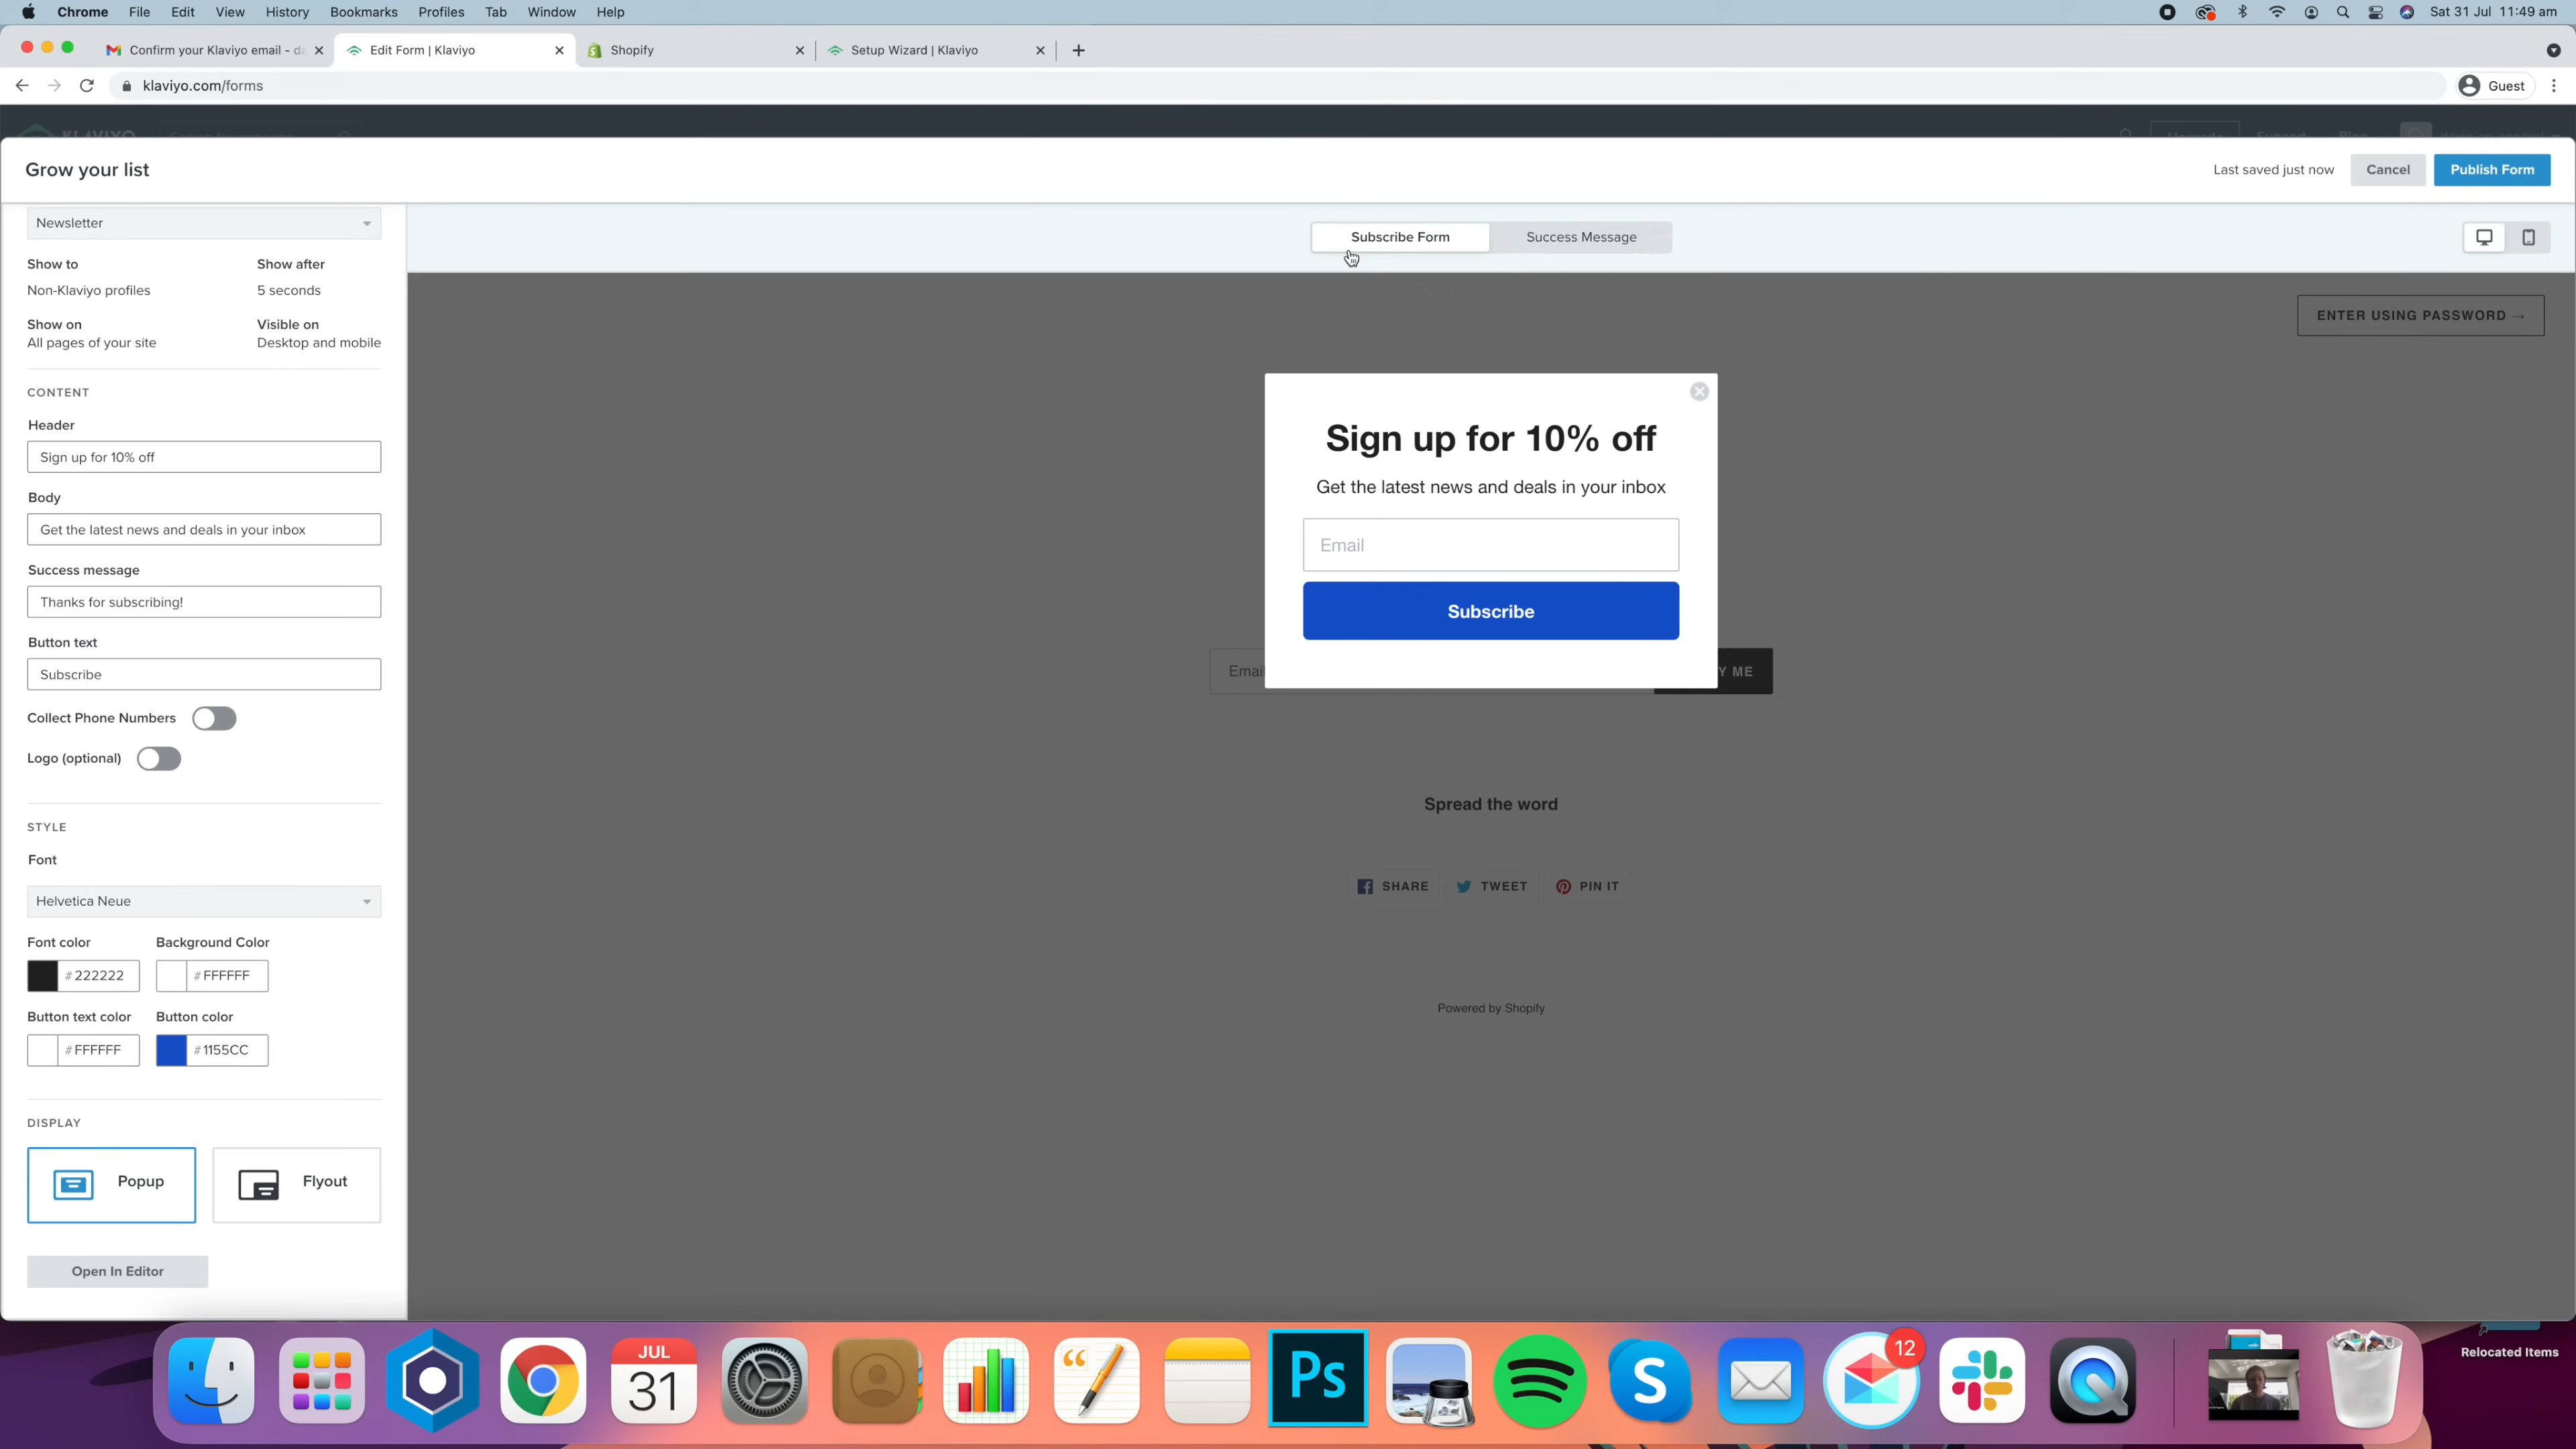 Chrome File Edit View History Bookmarks Profiles Tab Window Help
Sat 31 Jul 11:49 am
Confirm your Klaviyo email - da
Edit Form | Klaviyo
Shopify
Setup Wizard | Klaviyo
klaviyo.com/forms
Guest
KLAVIYO
Upgrade
Support
Blog
Grow your list
Last saved just now
Cancel
Publish Form
Newsletter
Subscribe Form
Success Message
Show to
Show after
Non-Klaviyo profiles
5 seconds
Show on
Visible on
All pages of your site
Desktop and mobile
ENTER USING PASSWORD →
CONTENT
Header
Sign up for 10% off
Body
Get the latest news and deals in your inbox
Success message
Thanks for subscribing!
Button text
Subscribe
Collect Phone Numbers
Logo (optional)
STYLE
Font
Helvetica Neue
Font color
Background Color
#222222
#FFFFFF
Button text color
Button color
#FFFFFF
#1155CC
DISPLAY
Popup
Flyout
Open In Editor
Sign up for 10% off
Get the latest news and deals in your inbox
Email
Subscribe
Emai
Y ME
Spread the word
SHARE
TWEET
PIN IT
Powered by Shopify
JUL
31
Ps
S
12
Relocated Items